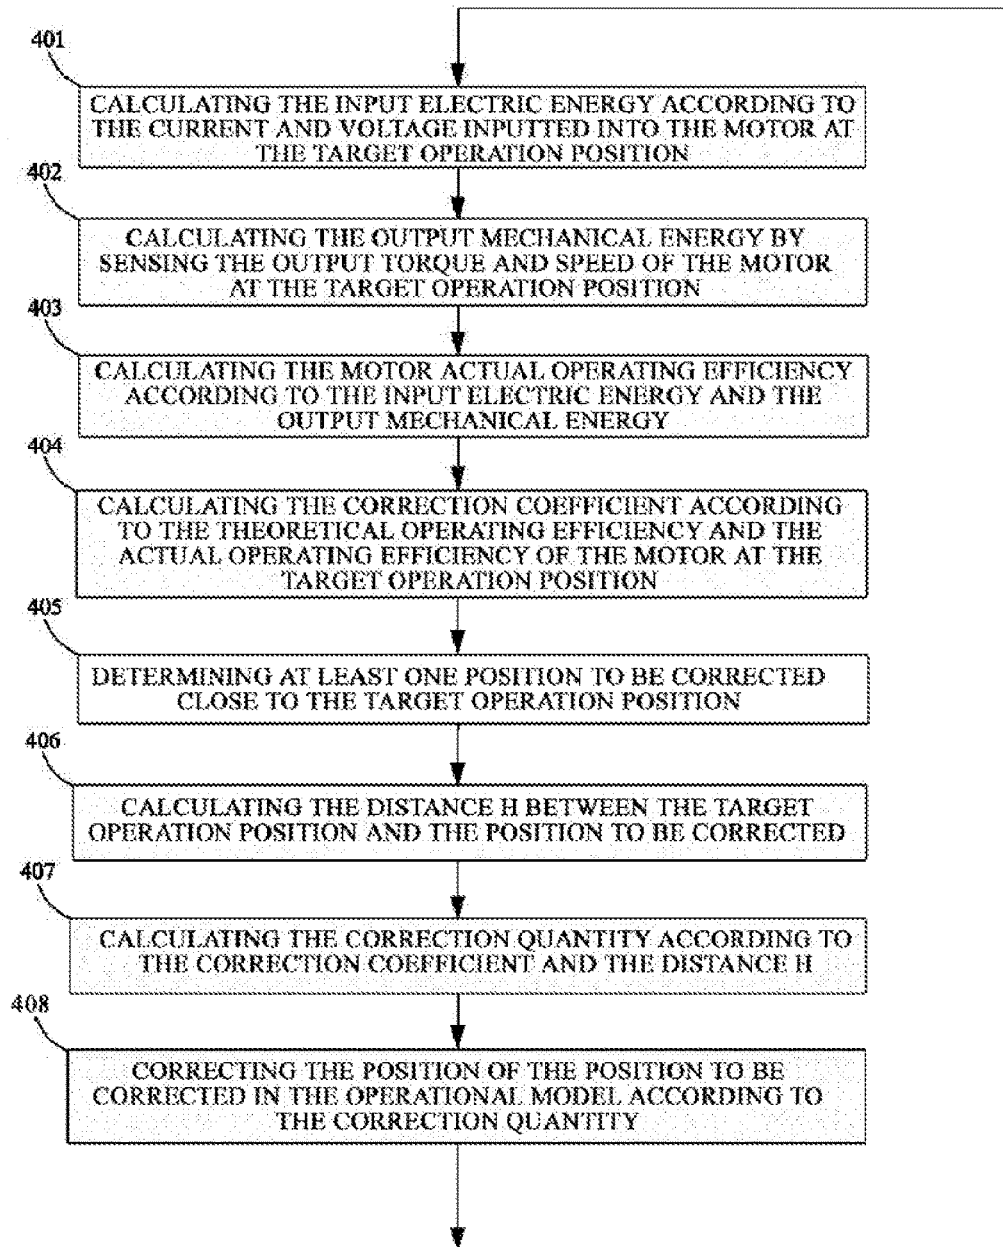 401
CALCULATING THE INPUT ELECTRIC ENERGY ACCORDING TO
THE CURRENT AND VOLTAGE INPUTTED INTO THE MOTOR AT
THE TARGET OPERATION POSITION
402
CALCULATING THE OUTPUT MECHANICAL ENERGY BY
SENSING THE OUTPUT TORQUE AND SPEED OF THE MOTOR
AT THE TARGET OPERATION POSITION
403
CALCULATING THE MOTOR ACTUAL OPERATING EFFICIENCY
ACCORDING TO THE INPUT ELECTRIC ENERGY AND THE
OUTPUT MECHANICAL ENERGY
404
CALCULATING THE CORRECTION COEFFICIENT ACCORDING
TO THE THEORETICAL OPERATING EFFICIENCY AND THE
ACTUAL OPERATING EFFICIENCY OF THE MOTOR AT THE
TARGET OPERATION POSITION
405
DETERMINING AT LEAST ONE POSITION TO BE CORRECTED
CLOSE TO THE TARGET OPERATION POSITION
406
CALCULATING THE DISTANCE H BETWEEN THE TARGET
OPERATION POSITION AND THE POSITION TO BE CORRECTED
407
CALCULATING THE CORRECTION QUANTITY ACCORDING TO
THE CORRECTION COEFFICIENT AND THE DISTANCE H
408
CORRECTING THE POSITION OF THE POSITION TO BE
CORRECTED IN THE OPERATIONAL MODEL ACCORDING TO
THE CORRECTION QUANTITY